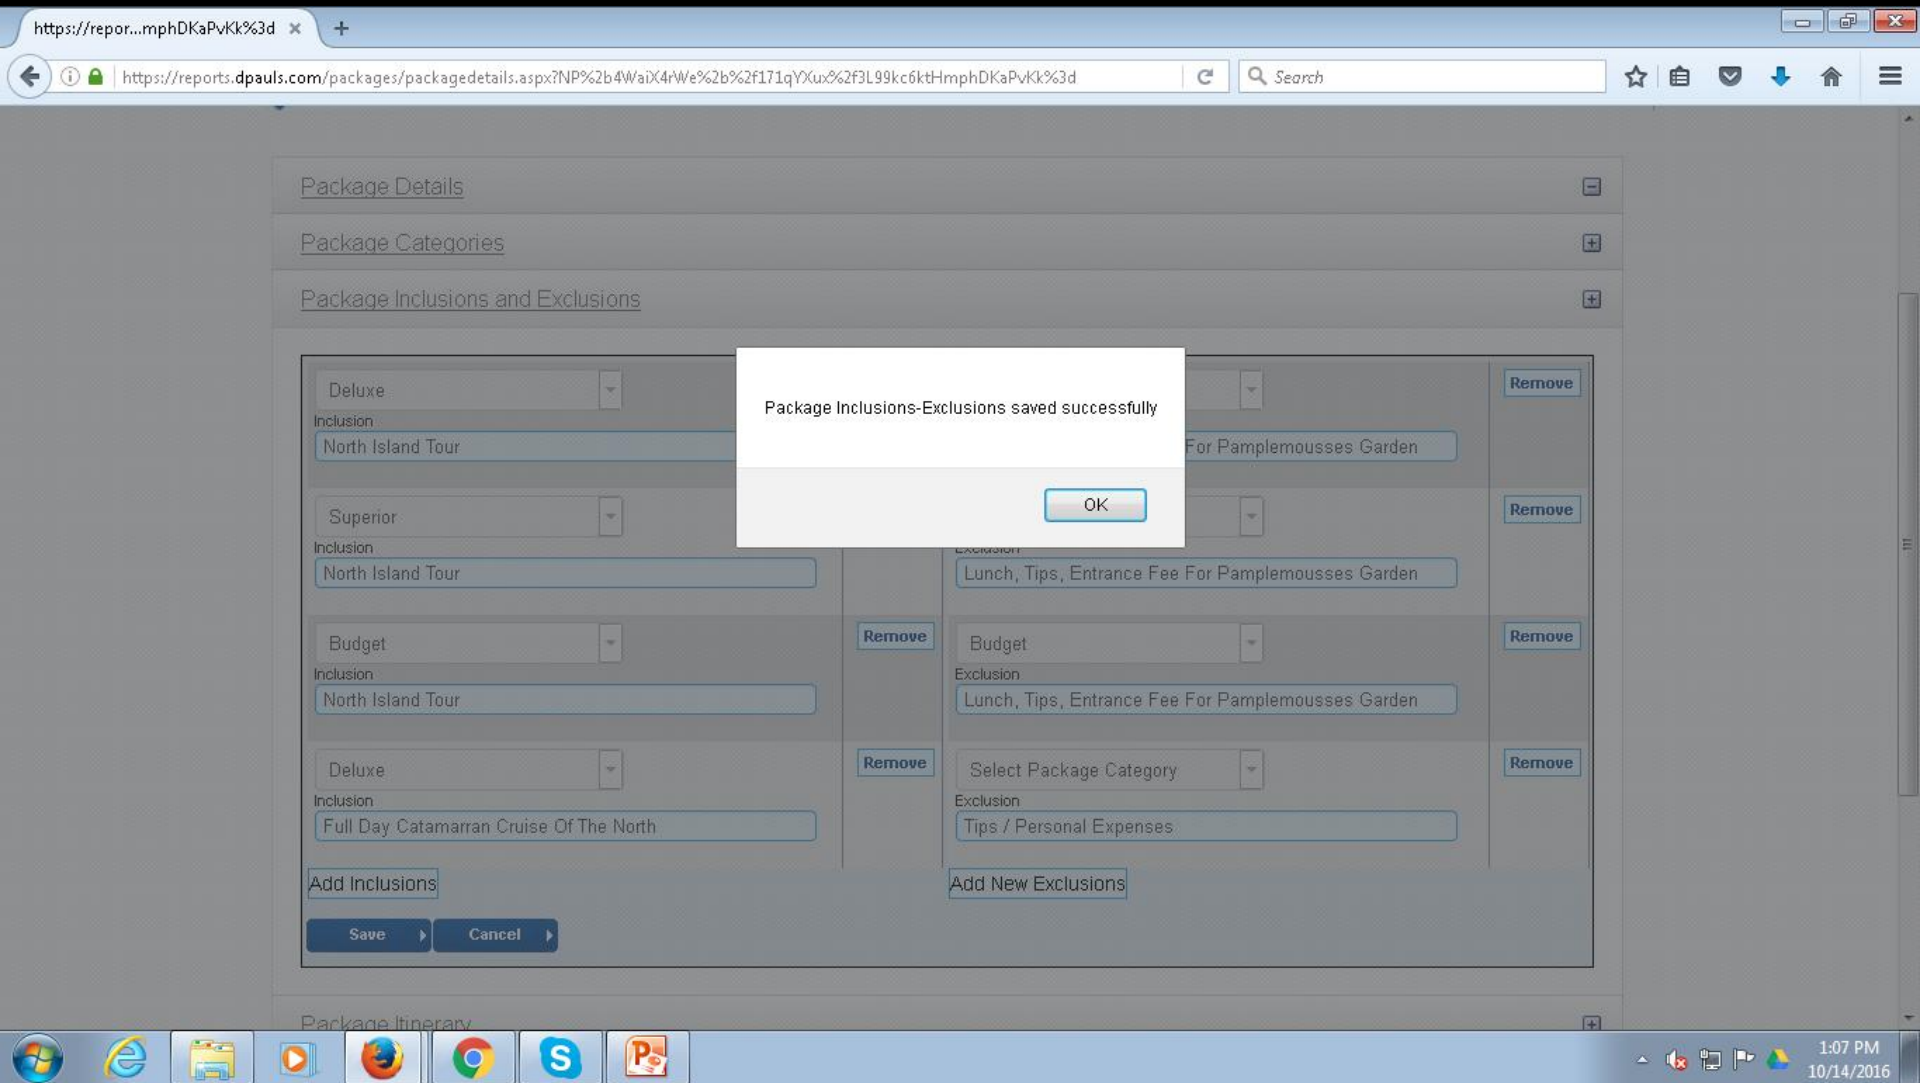 https://repor...mphDKaPvKk%3d
https://reports.dpauls.com/packages/packagedetails.aspx?NP%2b4WaiX4rWe%2b%2f171qYXux%2f3L99kc6ktHmphDKaPvKk%3d
Search
Package Details
Package Categories
Package Inclusions and Exclusions
Deluxe
Remove
Inclusion
North Island Tour
For Pamplemousses Garden
Package Inclusions-Exclusions saved successfully
OK
Superior
Remove
Inclusion
Exclusion
North Island Tour
Lunch, Tips, Entrance Fee For Pamplemousses Garden
Budget
Remove
Budget
Remove
Inclusion
Exclusion
North Island Tour
Lunch, Tips, Entrance Fee For Pamplemousses Garden
Deluxe
Remove
Select Package Category
Remove
Inclusion
Exclusion
Full Day Catamarran Cruise Of The North
Tips / Personal Expenses
Add Inclusions
Add New Exclusions
Save
Cancel
Package Itinerary
1:07 PM
10/14/2016